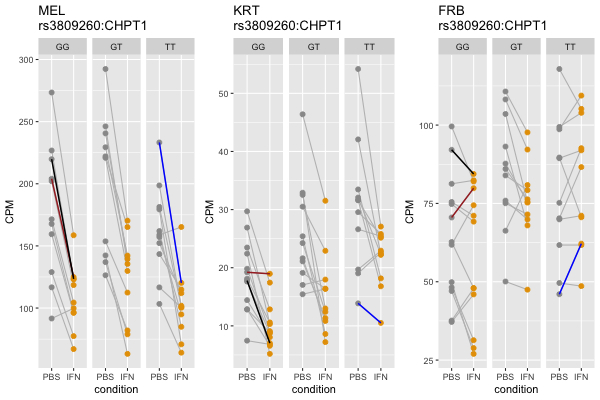 MEL
rs3809260:CHPT1
GG GT TT
300
250
200
150
100
CPM
PBS IFN PBS IFN PBS IFN
condition
KRT
rs3809260:CHPT1
GG GT TT
50
40
30
20
10
CPM
PBS IFN PBS IFN PBS IFN
condition
FRB
rs3809260:CHPT1
GG GT TT
100
75
50
25
CPM
PBS IFN PBS IFN PBS IFN
condition